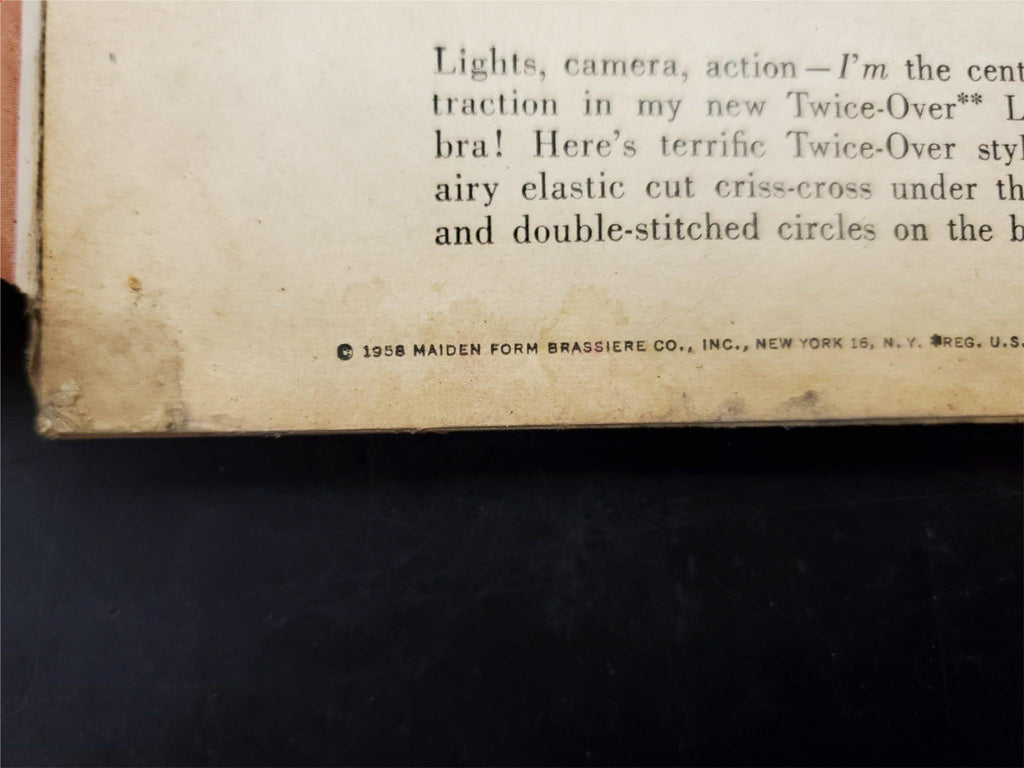 Lights, camera, action — I'm the cent
traction in my new Twice-Over** L
bra! Here's terrific Twice-Over styl
airy elastic cut criss-cross under th
and double-stitched circles on the b
© 1958 MAIDEN FORM BRASSIERE CO., INC., NEW YORK 16, N. Y. *REG. U.S.